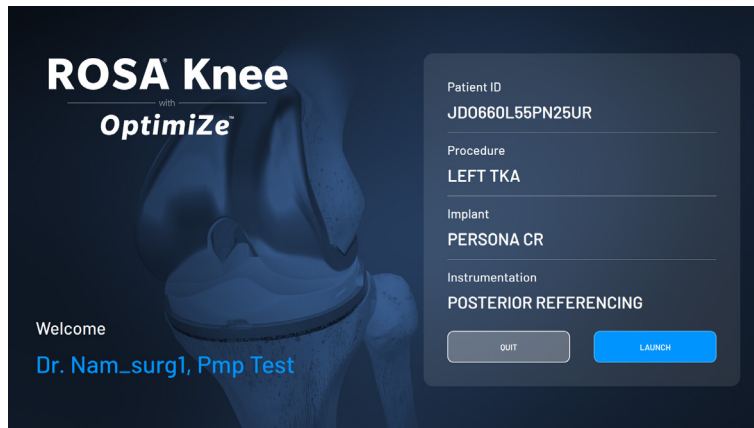 ROSA® Knee
with
OptimiZe™
Welcome
Dr. Nam_surg1, Pmp Test
Patient ID
JD0660L55PN25UR
Procedure
LEFT TKA
Implant
PERSONA CR
Instrumentation
POSTERIOR REFERENCING
QUIT
LAUNCH